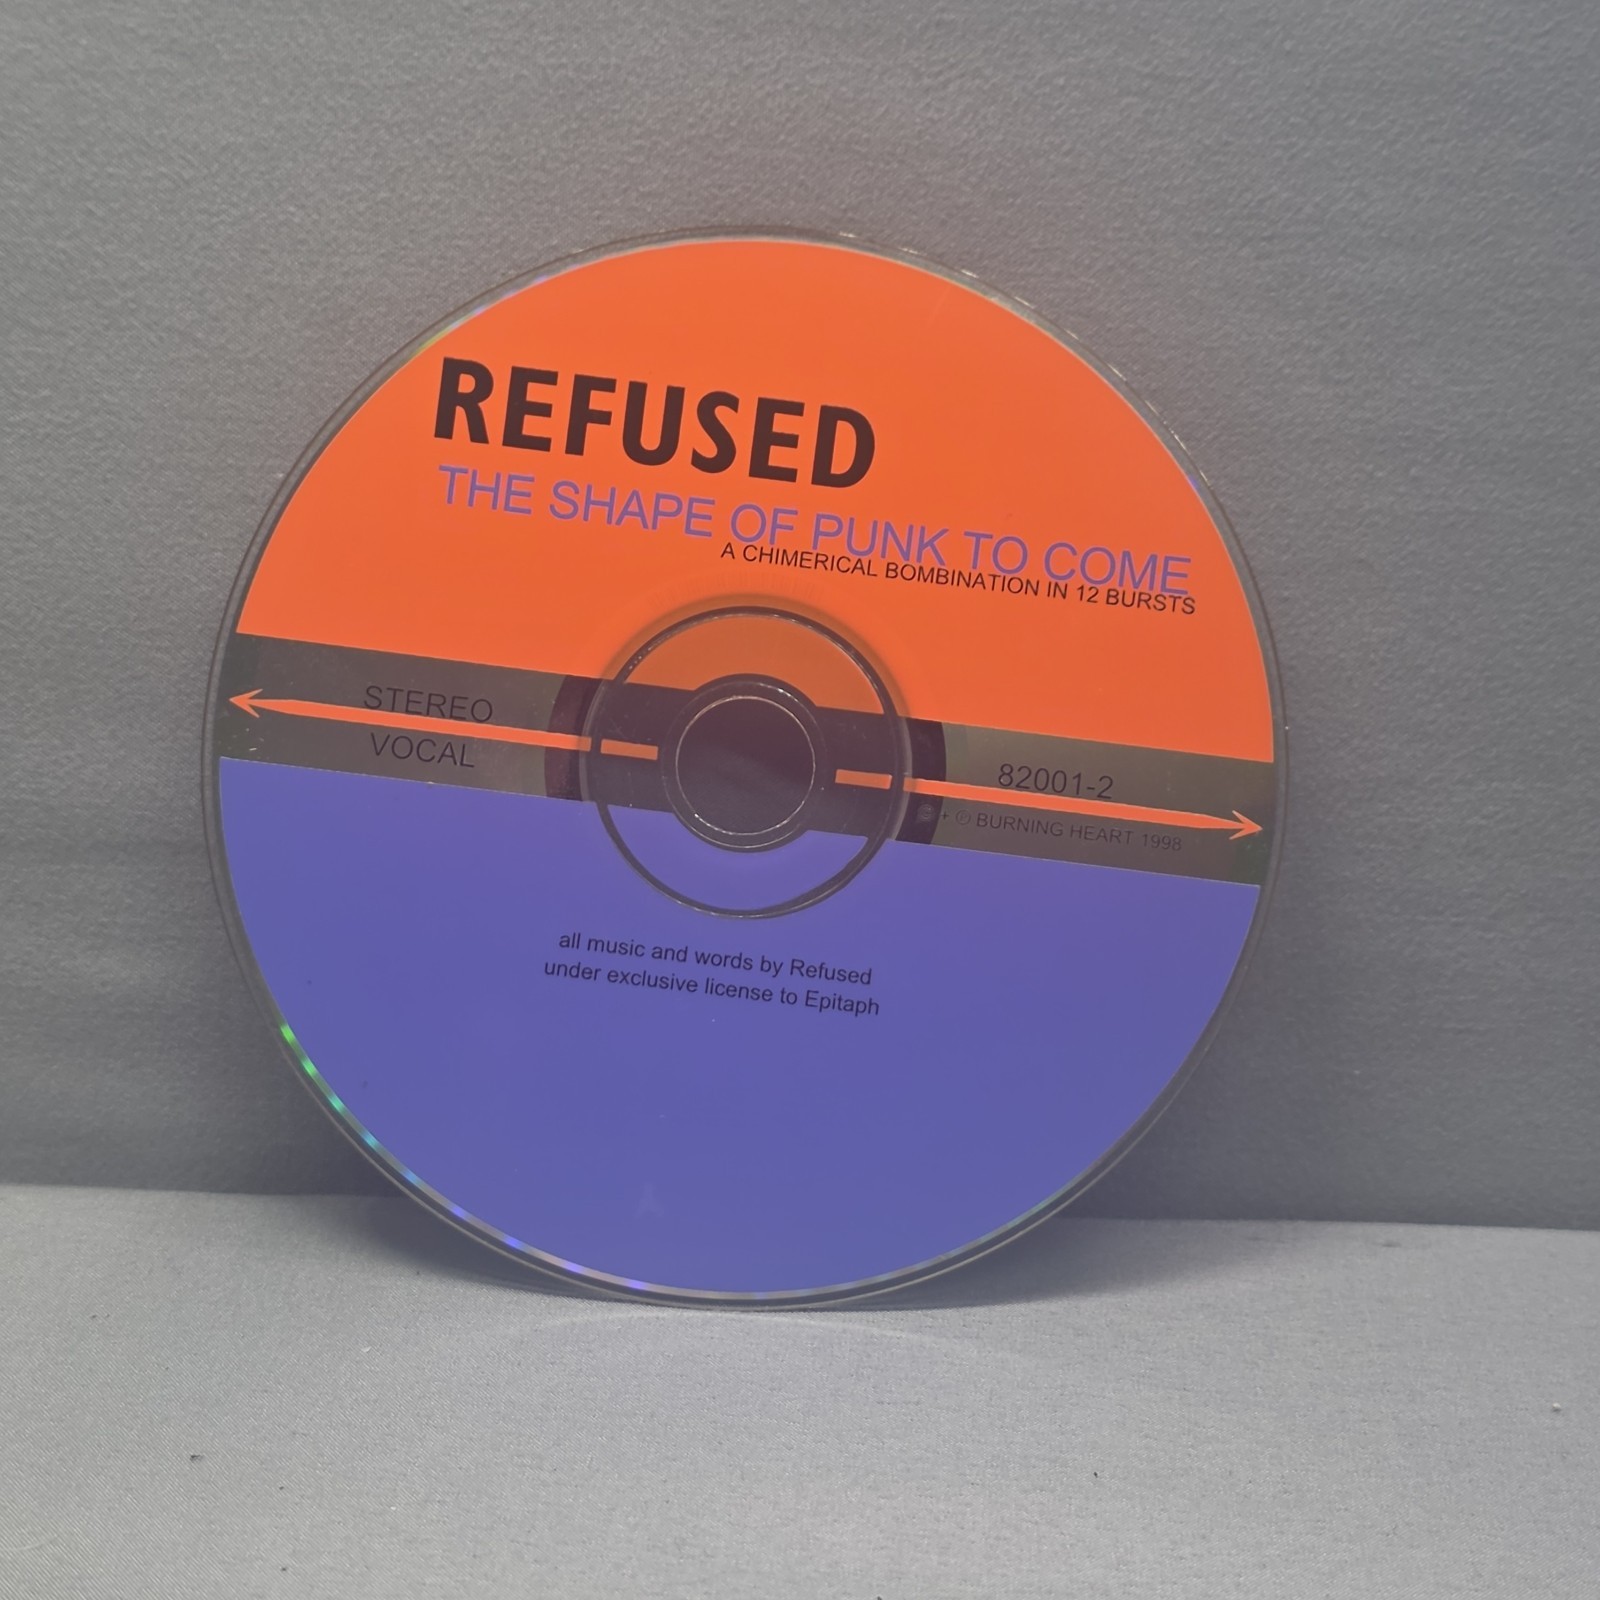 REFUSED
THE SHAPE OF PUNK TO COME
A CHIMERICAL BOMBINATION IN 12 BURSTS
STEREO
VOCAL
82001-2
© + ℗ BURNING HEART 1998
all music and words by Refused
under exclusive license to Epitaph